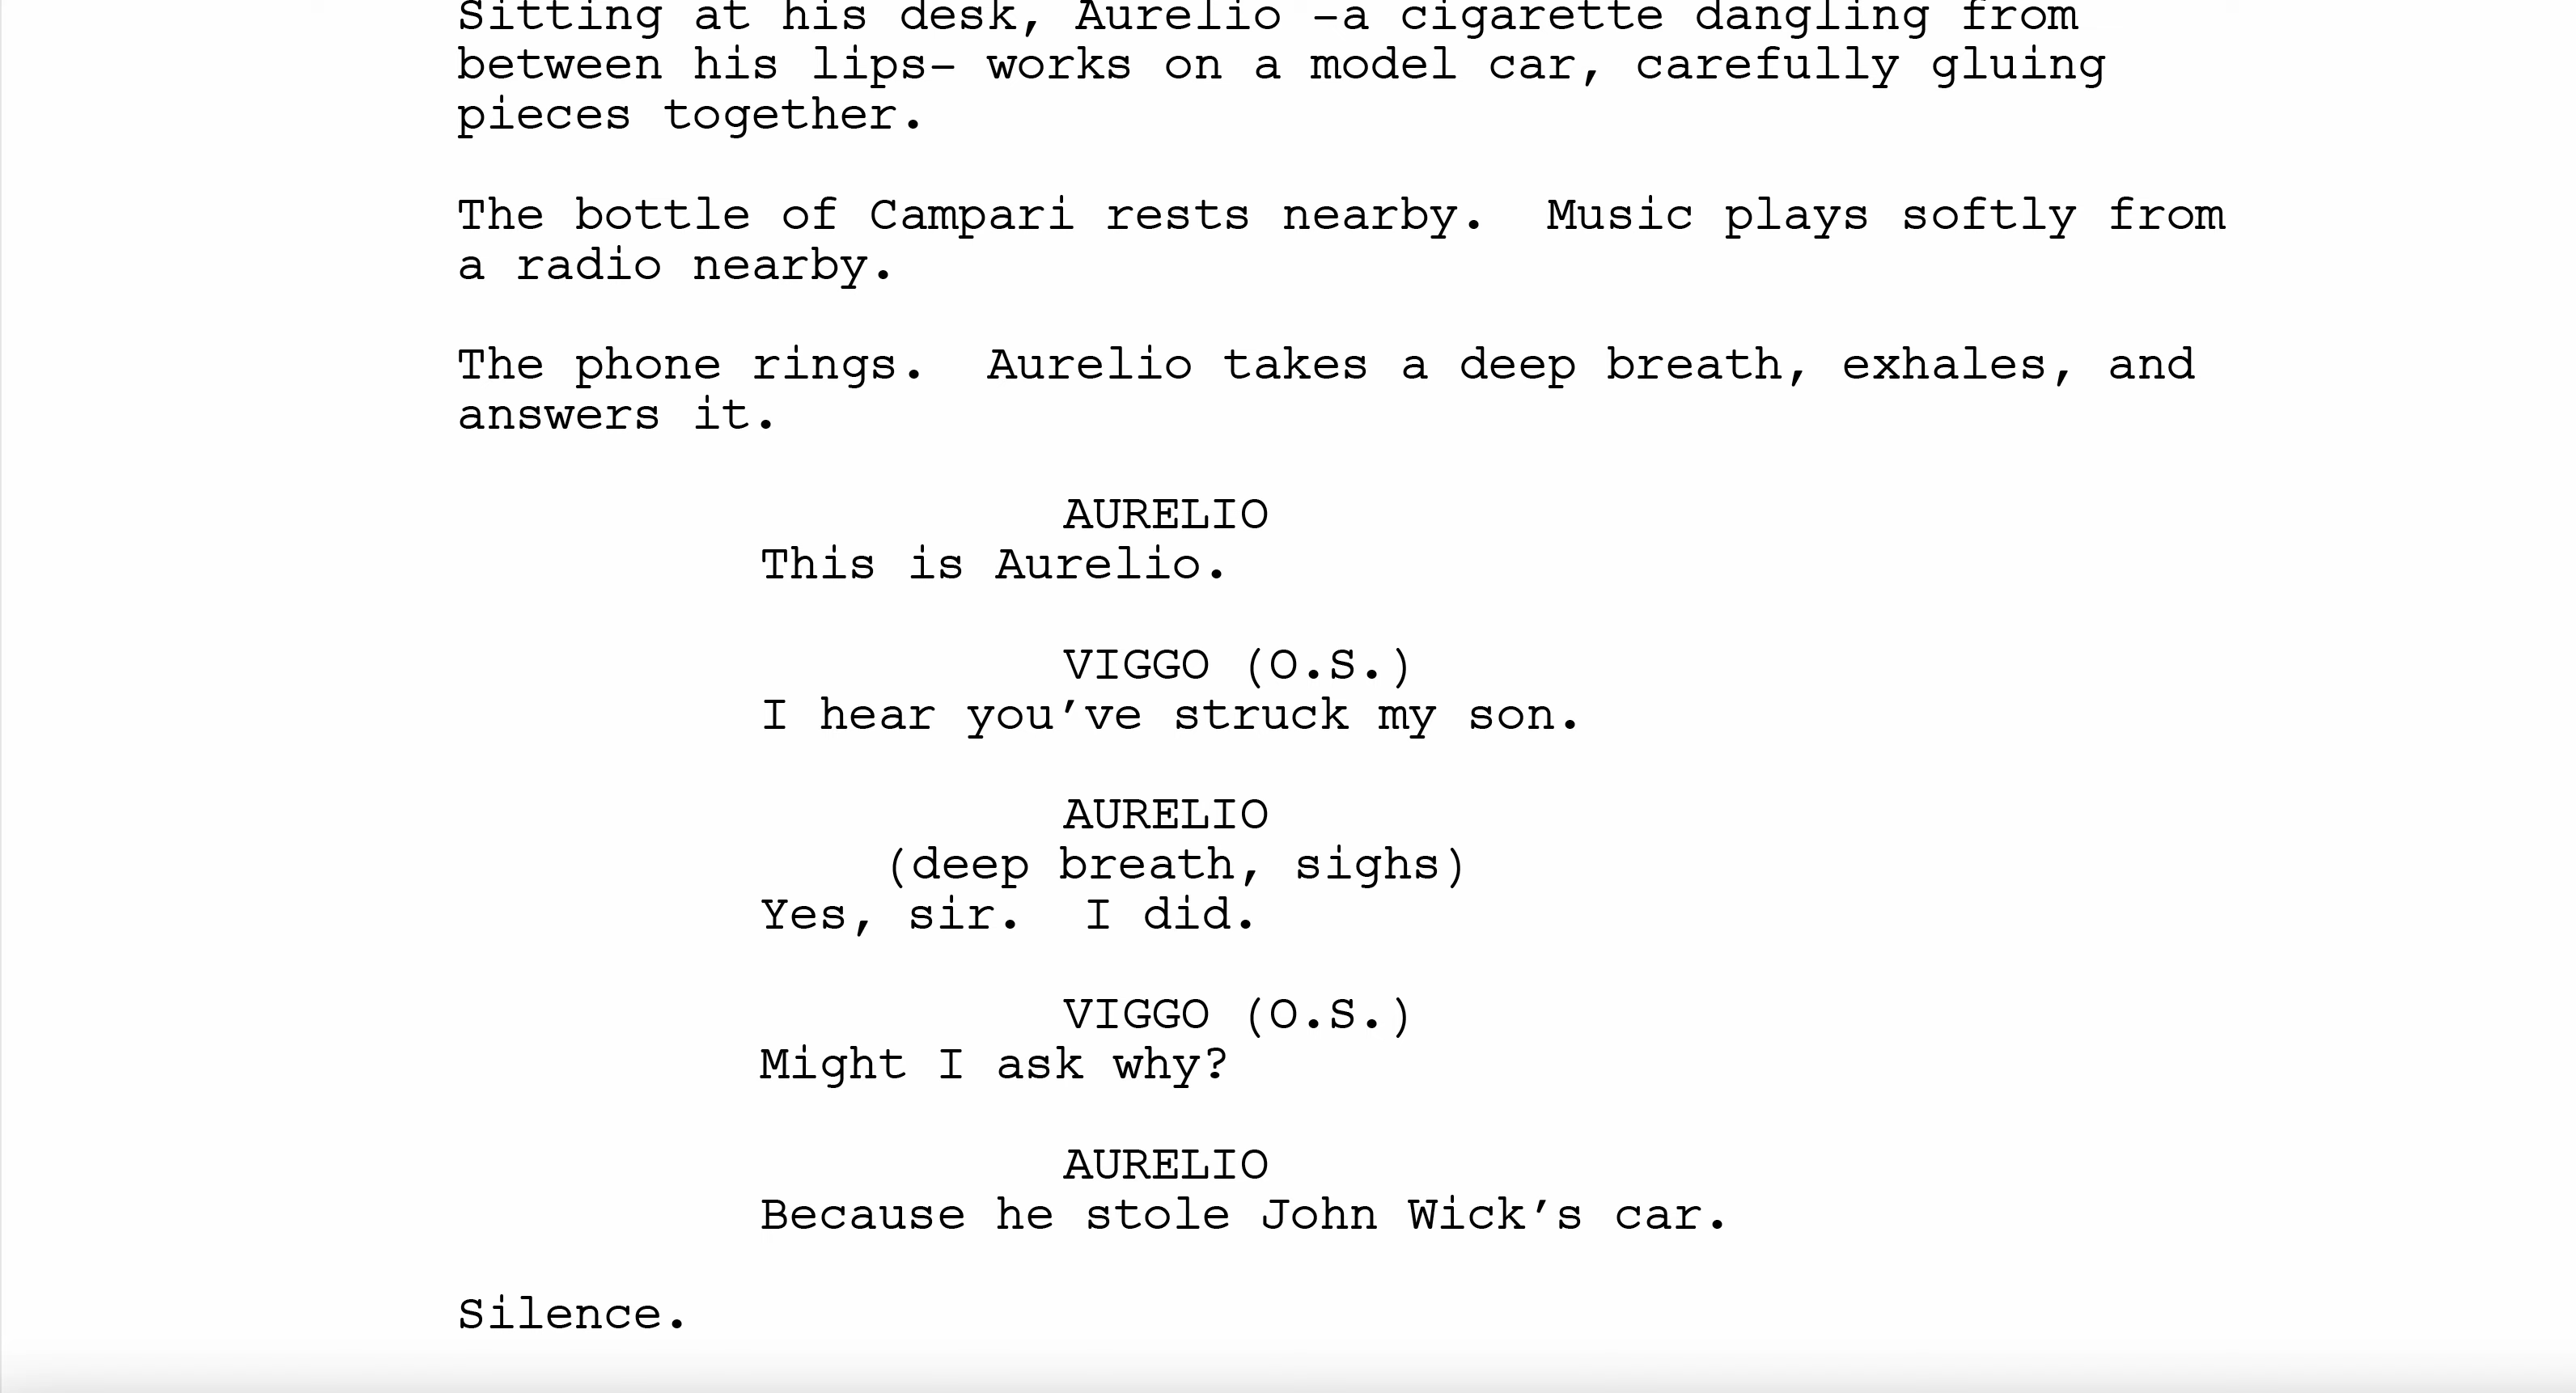 Sitting at his desk, Aurelio -a cigarette dangling from
between his lips- works on a model car, carefully gluing
pieces together.
The bottle of Campari rests nearby.  Music plays softly from
a radio nearby.
The phone rings.  Aurelio takes a deep breath, exhales, and
answers it.
AURELIO
This is Aurelio.
VIGGO (O.S.)
I hear you’ve struck my son.
AURELIO
(deep breath, sighs)
Yes, sir.  I did.
VIGGO (O.S.)
Might I ask why?
AURELIO
Because he stole John Wick’s car.
Silence.